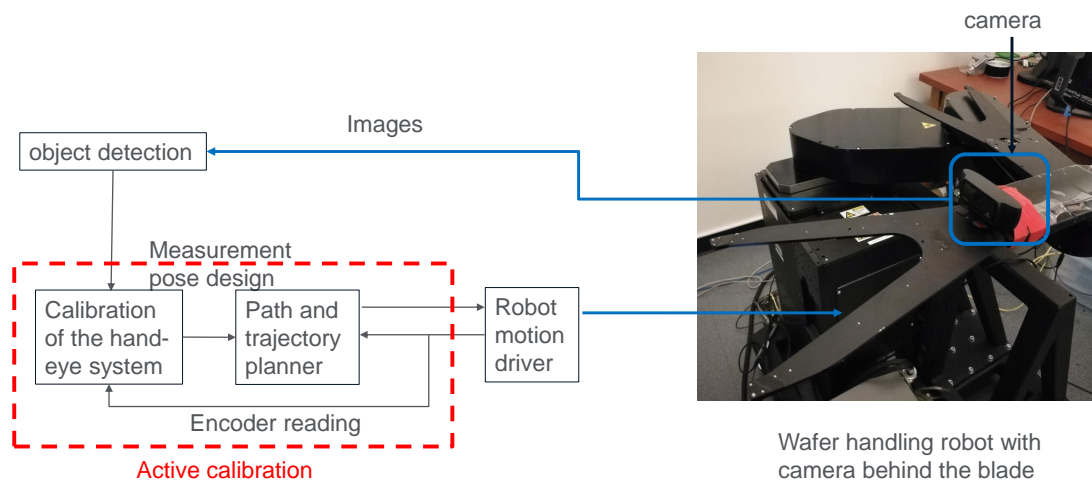 camera
Images
object detection
Measurement
pose design
Calibration
of the hand-
eye system
Path and
trajectory
planner
Robot
motion
driver
Encoder reading
Active calibration
Wafer handling robot with
camera behind the blade